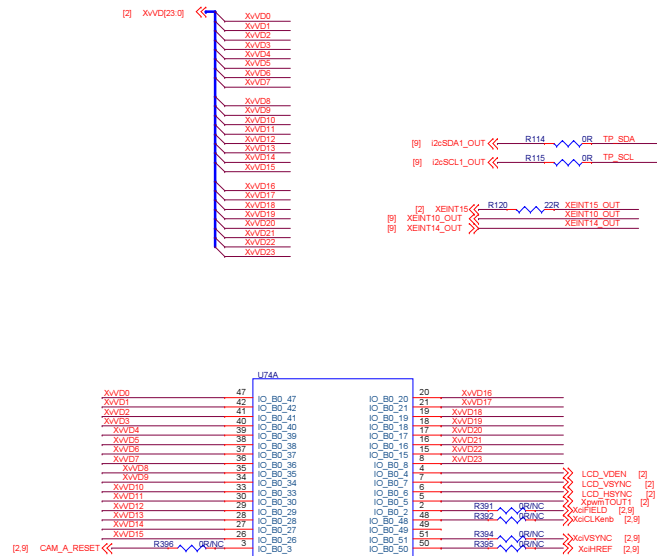 [2] XvVD[23:0]
XvVD0
XvVD1
XvVD2
XvVD3
XvVD4
XvVD5
XvVD6
XvVD7
XvVD8
XvVD9
XvVD10
XvVD11
XvVD12
XvVD13
XvVD14
XvVD15
XvVD16
XvVD17
XvVD18
XvVD19
XvVD20
XvVD21
XvVD22
XvVD23
[9] i2cSDA1_OUT R114 0R TP_SDA
[9] i2cSCL1_OUT R115 0R TP_SCL
[2] XEINT15 R120 22R XEINT15_OUT
[9] XEINT10_OUT XEINT10_OUT
XEINT14_OUT XEINT14_OUT
U74A
XvVD0 47 IO_B0_47
XvVD1 42 IO_B0_42
XvVD2 41 IO_B0_41
XvVD3 40 IO_B0_40
XvVD4 39 IO_B0_39
XvVD5 38 IO_B0_38
XvVD6 37 IO_B0_37
XvVD7 36 IO_B0_36
XvVD8 35 IO_B0_35
XvVD9 34 IO_B0_34
XvVD10 33 IO_B0_33
XvVD11 30 IO_B0_30
XvVD12 29 IO_B0_29
XvVD13 28 IO_B0_28
XvVD14 27 IO_B0_27
XvVD15 26 IO_B0_26
[2,9] CAM_A_RESET R396 0R/NC 3 IO_B0_3
IO_B0_20 20 XvVD16
IO_B0_21 21 XvVD17
IO_B0_19 19 XvVD18
IO_B0_18 18 XvVD19
IO_B0_17 17 XvVD20
IO_B0_16 16 XvVD21
IO_B0_15 15 XvVD22
IO_B0_8 8 XvVD23
IO_B0_4 4 LCD_VDEN [2]
IO_B0_7 7 LCD_VSYNC [2]
IO_B0_6 6 LCD_HSYNC [2]
IO_B0_5 5 XpwmTOUT1 [2]
IO_B0_2 2 R391 0R/NC XciFIELD [2,9]
IO_B0_48 48 R392 0R/NC XciCLKenb [2,9]
IO_B0_49 49
IO_B0_51 51 R394 0R/NC XciVSYNC [2,9]
IO_B0_50 50 R395 0R/NC XciHREF [2,9]